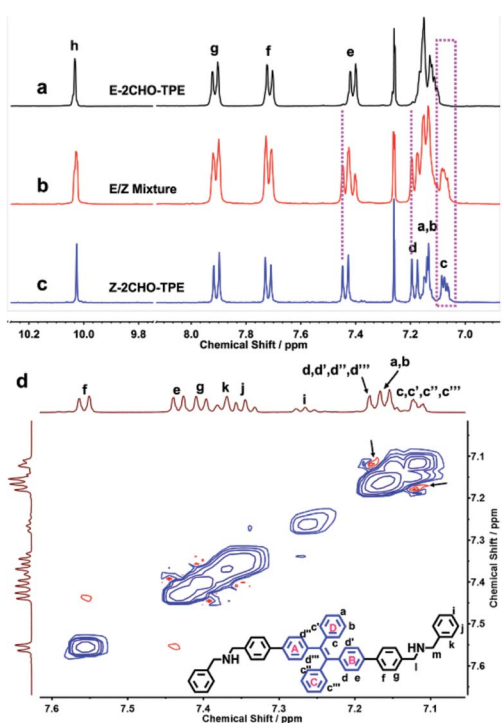 h g f e
a E-2CHO-TPE
b E/Z Mixture
a,b
d
c
c Z-2CHO-TPE
10.2 10.0 9.8 8.0 7.8 7.6 7.4 7.2 7.0
Chemical Shift / ppm Chemical Shift / ppm
d
d,d',d'',d''' a,b
f e g k j i c,c',c'',c'''
7.1
7.2
7.3
7.4
7.5
7.6
Chemical Shift / ppm
a
c' D b
d'' c d'
A
NH d''' B HN
c'' d e f g l m k j i
C c'''
7.6 7.5 7.4 7.3 7.2 7.1
Chemical Shift / ppm